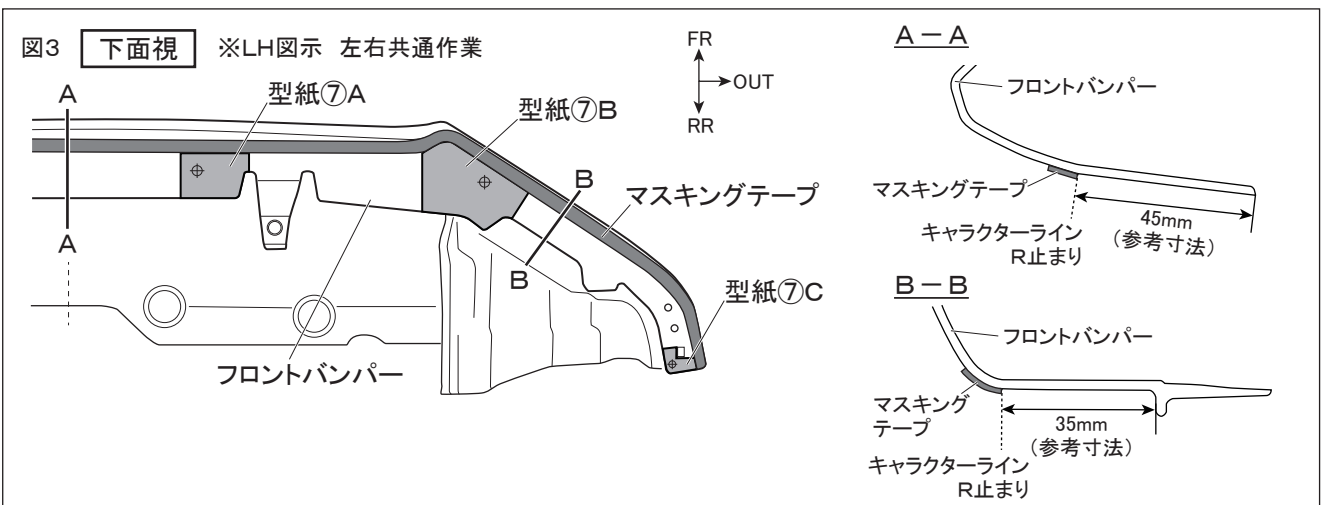 図3 下面視 ※LH図示 左右共通作業
FR
OUT
RR
A
A
型紙⑦A
型紙⑦B
B
B
マスキングテープ
型紙⑦C
フロントバンパー
A－A
フロントバンパー
マスキングテープ
キャラクターライン
R止まり
45mm
（参考寸法）
B－B
フロントバンパー
マスキング
テープ
キャラクターライン
R止まり
35mm
（参考寸法）